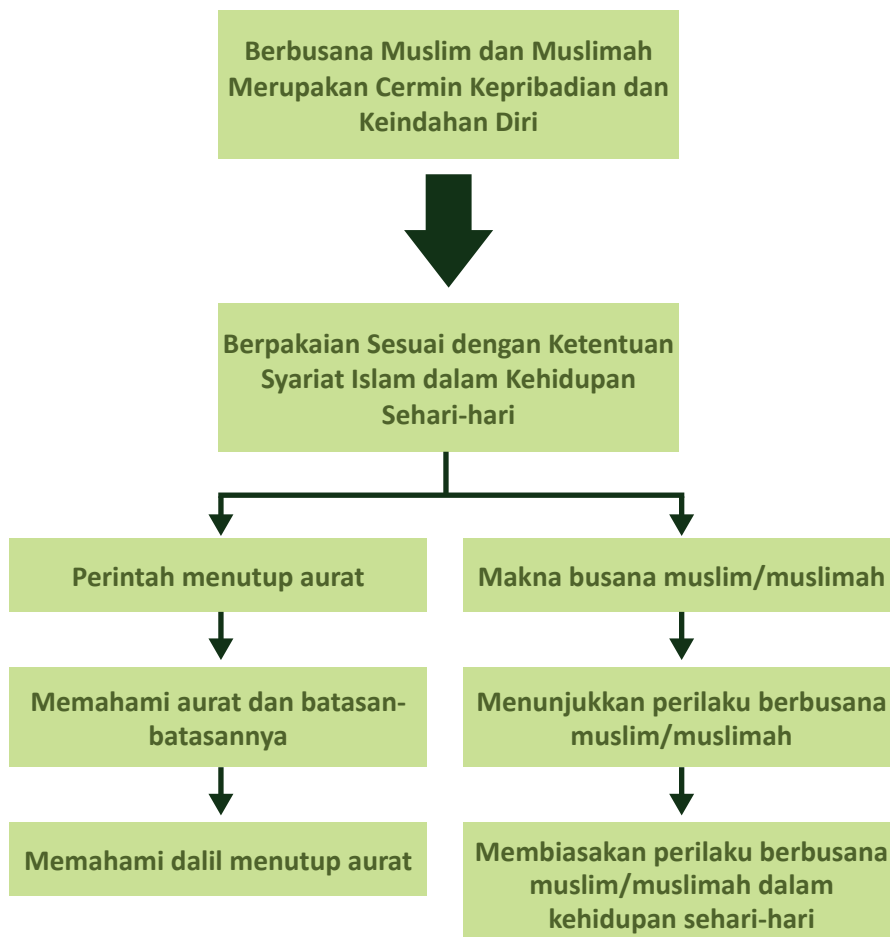 Berbusana Muslim dan Muslimah
Merupakan Cermin Kepribadian dan
Keindahan Diri
Berpakaian Sesuai dengan Ketentuan
Syariat Islam dalam Kehidupan
Sehari-hari
Perintah menutup aurat
Memahami aurat dan batasan-
batasannya
Memahami dalil menutup aurat
Makna busana muslim/muslimah
Menunjukkan perilaku berbusana
muslim/muslimah
Membiasakan perilaku berbusana
muslim/muslimah dalam
kehidupan sehari-hari